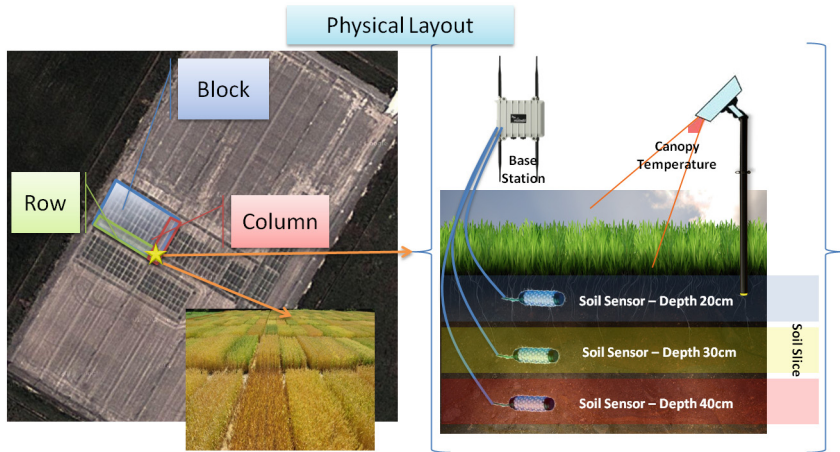 Physical Layout
Block
Row
Column
Base
Station
Canopy
Temperature
Soil Sensor – Depth 20cm
Soil Sensor – Depth 30cm
Soil Sensor – Depth 40cm
Soil Slice